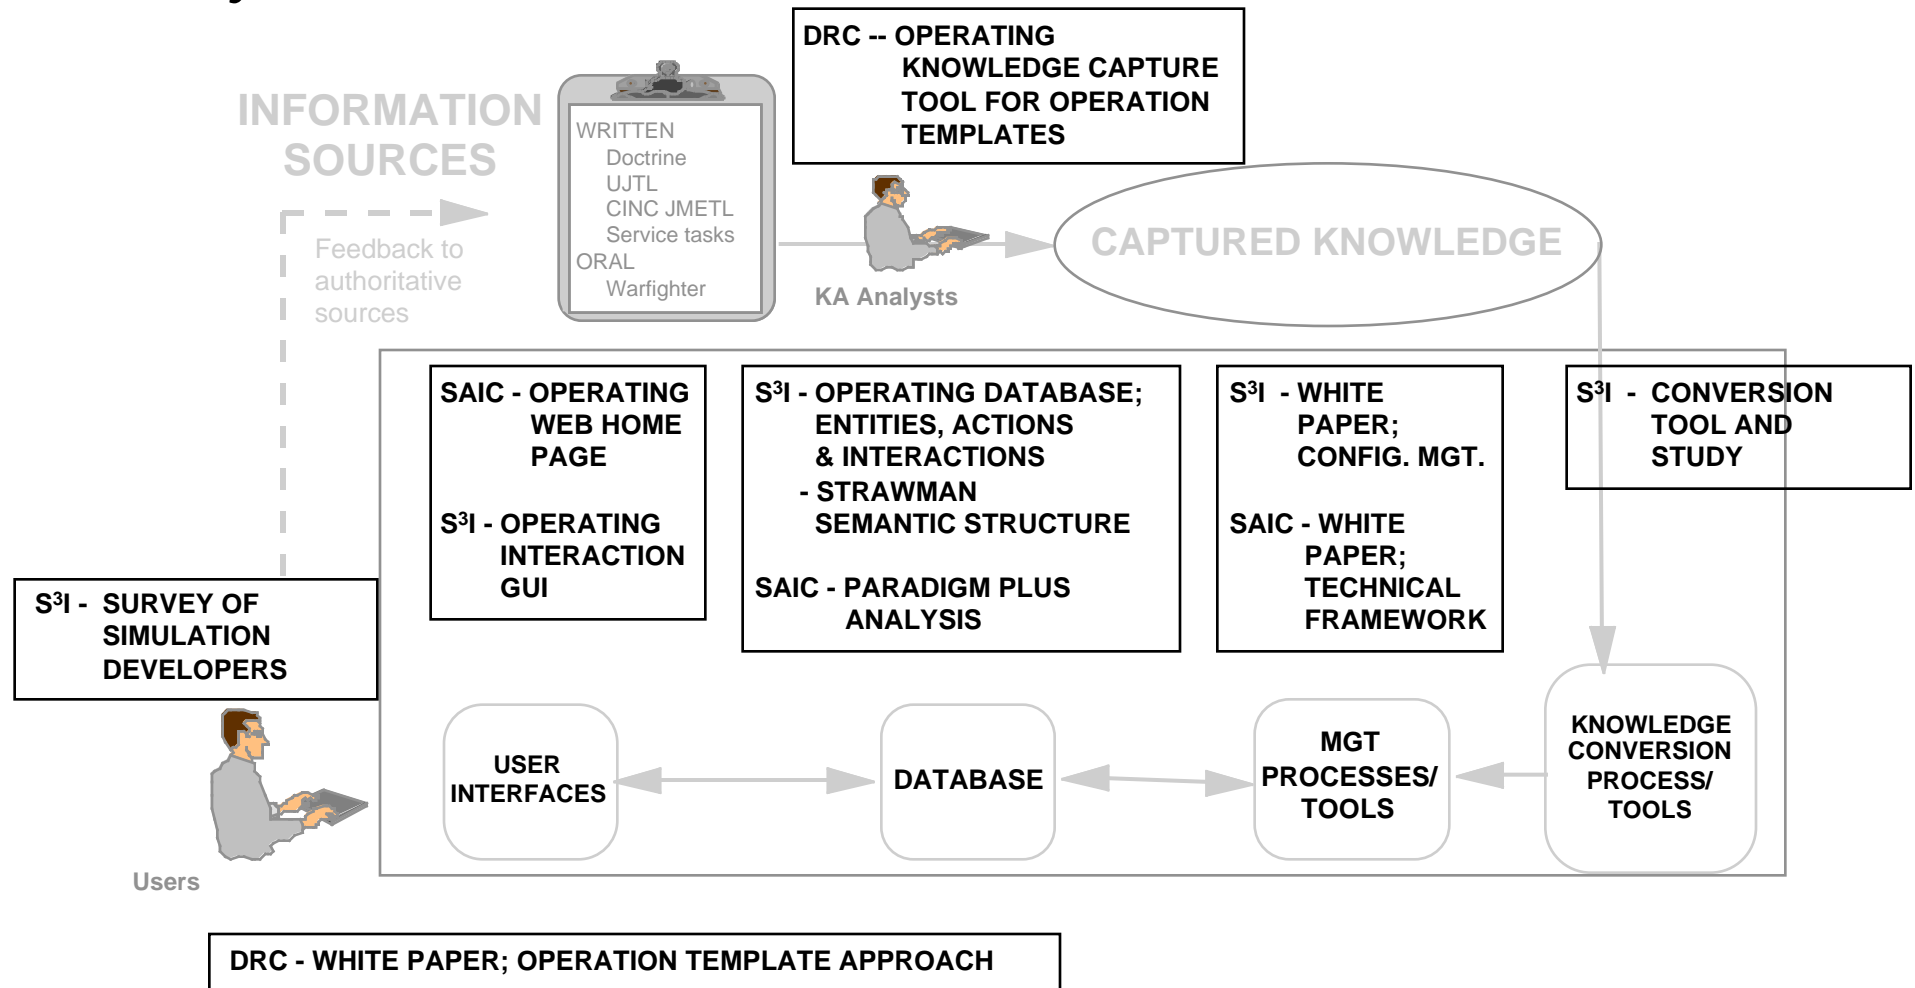 DRC -- OPERATING
KNOWLEDGE CAPTURE
TOOL FOR OPERATION
TEMPLATES
INFORMATION
SOURCES
WRITTEN
Doctrine
UJTL
CINC JMETL
Service tasks
ORAL
Warfighter
Feedback to
authoritative
sources
KA Analysts
CAPTURED KNOWLEDGE
SAIC - OPERATING
WEB HOME
PAGE
S³I - OPERATING
INTERACTION
GUI
S³I - OPERATING DATABASE;
ENTITIES, ACTIONS
& INTERACTIONS
- STRAWMAN
SEMANTIC STRUCTURE
SAIC - PARADIGM PLUS
ANALYSIS
S³I - WHITE
PAPER;
CONFIG. MGT.
SAIC - WHITE
PAPER;
TECHNICAL
FRAMEWORK
S³I - CONVERSION
TOOL AND
STUDY
S³I - SURVEY OF
SIMULATION
DEVELOPERS
Users
USER
INTERFACES
DATABASE
MGT
PROCESSES/
TOOLS
KNOWLEDGE
CONVERSION
PROCESS/
TOOLS
DRC - WHITE PAPER; OPERATION TEMPLATE APPROACH